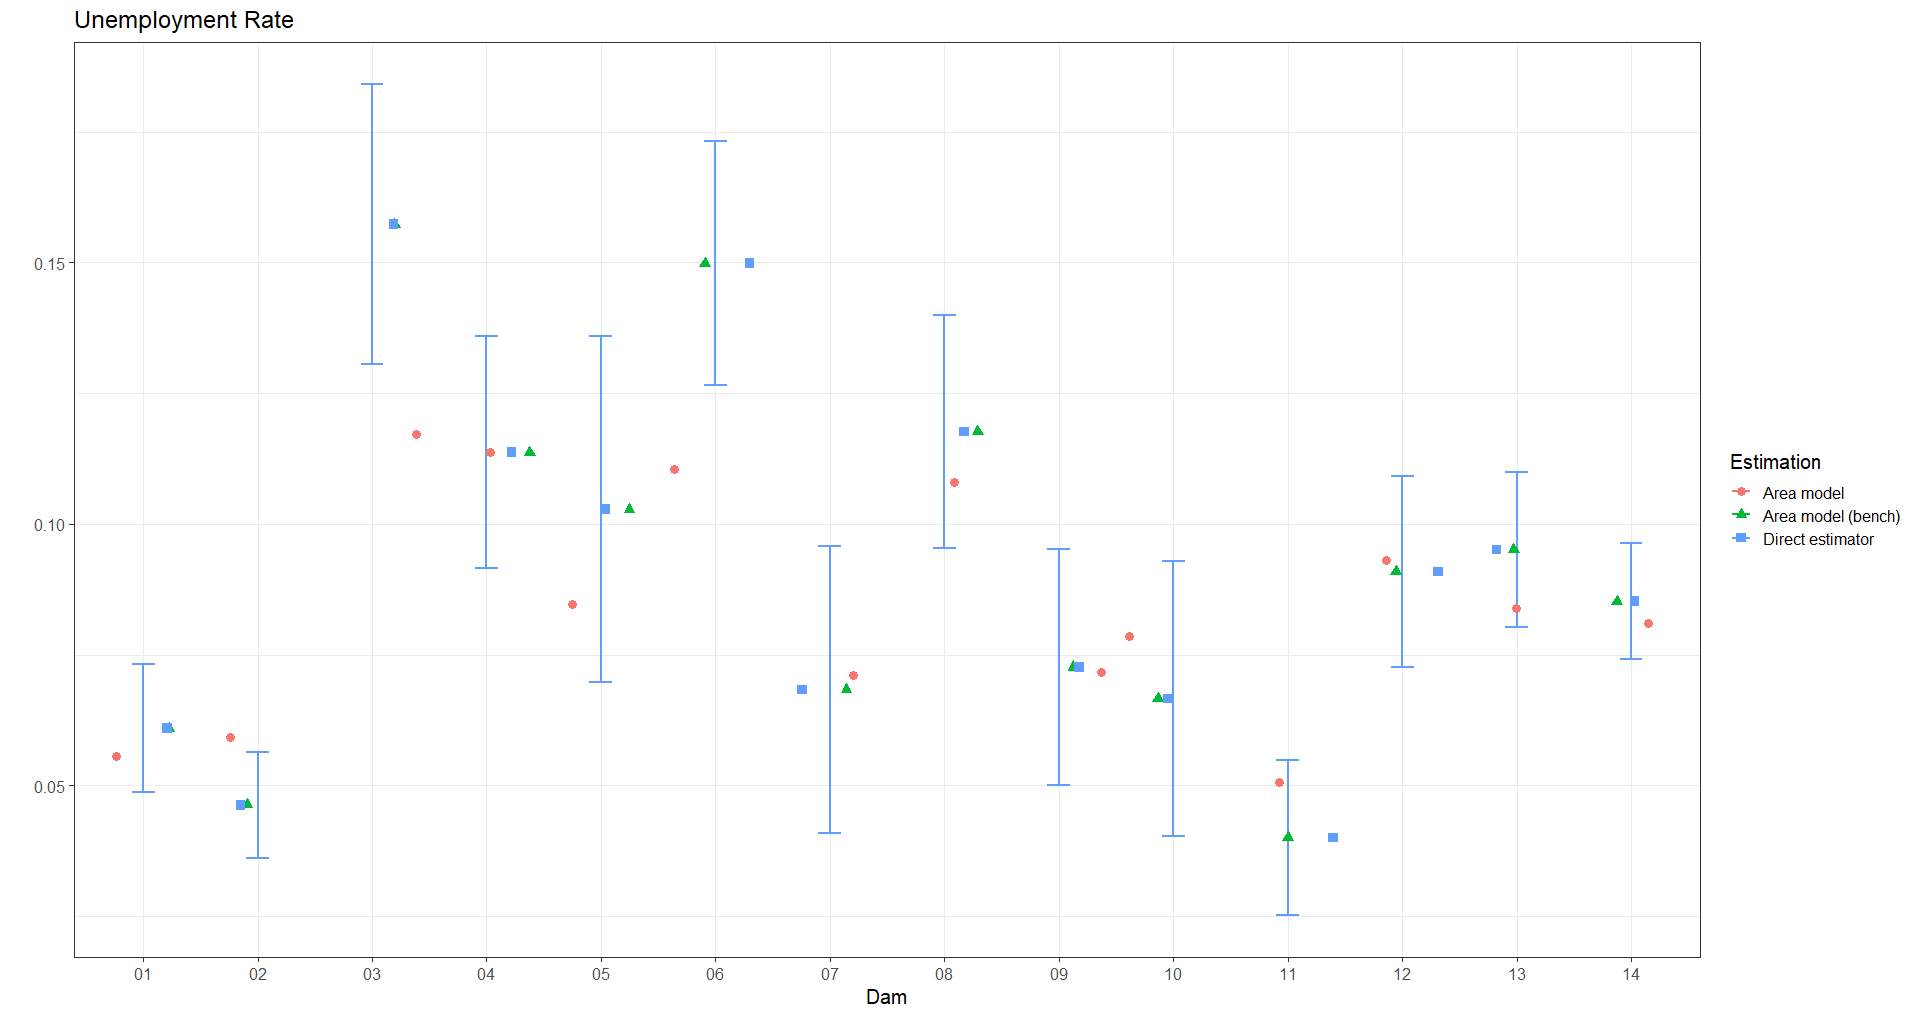 Unemployment Rate
0.15
0.10
0.05
01 02 03 04 05 06 07 08 09 10 11 12 13 14
Dam
Estimation
Area model
Area model (bench)
Direct estimator